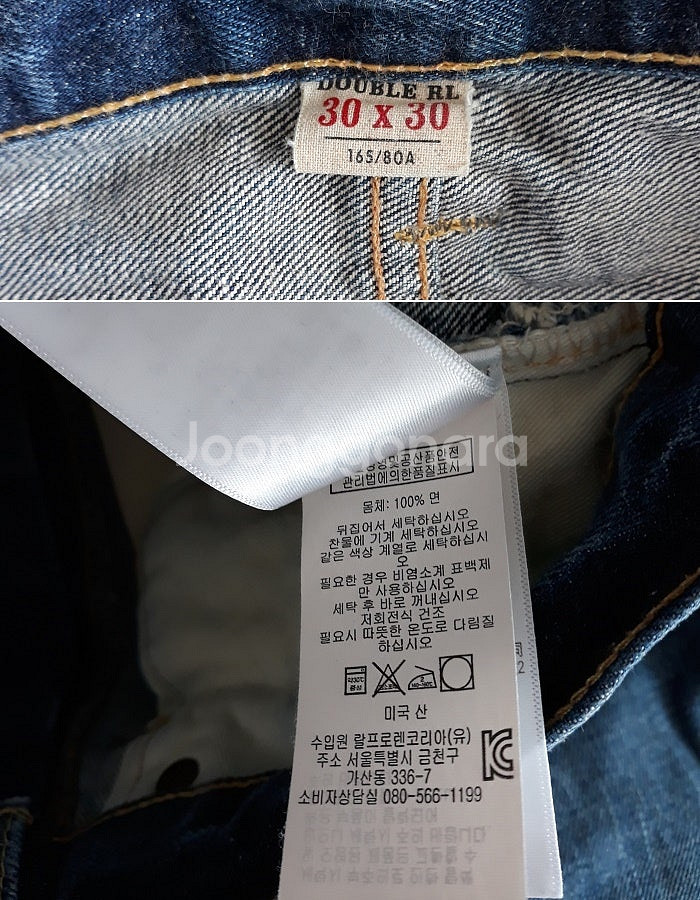 DOUBLE RL
30 x 30
165/80A
Joonggonara
및공산품안전
관리법에의한품질표시
몸체: 100% 면
뒤집어서 세탁하십시오
찬물에 기계 세탁하십시오
같은 색상 계열로 세탁하십시
오
필요한 경우 비염소계 표백제
만 사용하십시오
세탁 후 바로 꺼내십시오
저회전식 건조
필요시 따뜻한 온도로 다림질
하십시오
미국 산
수입원 랄프로렌코리아(유)
주소 서울특별시 금천구
가산동 336-7
소비자상담실 080-566-1199